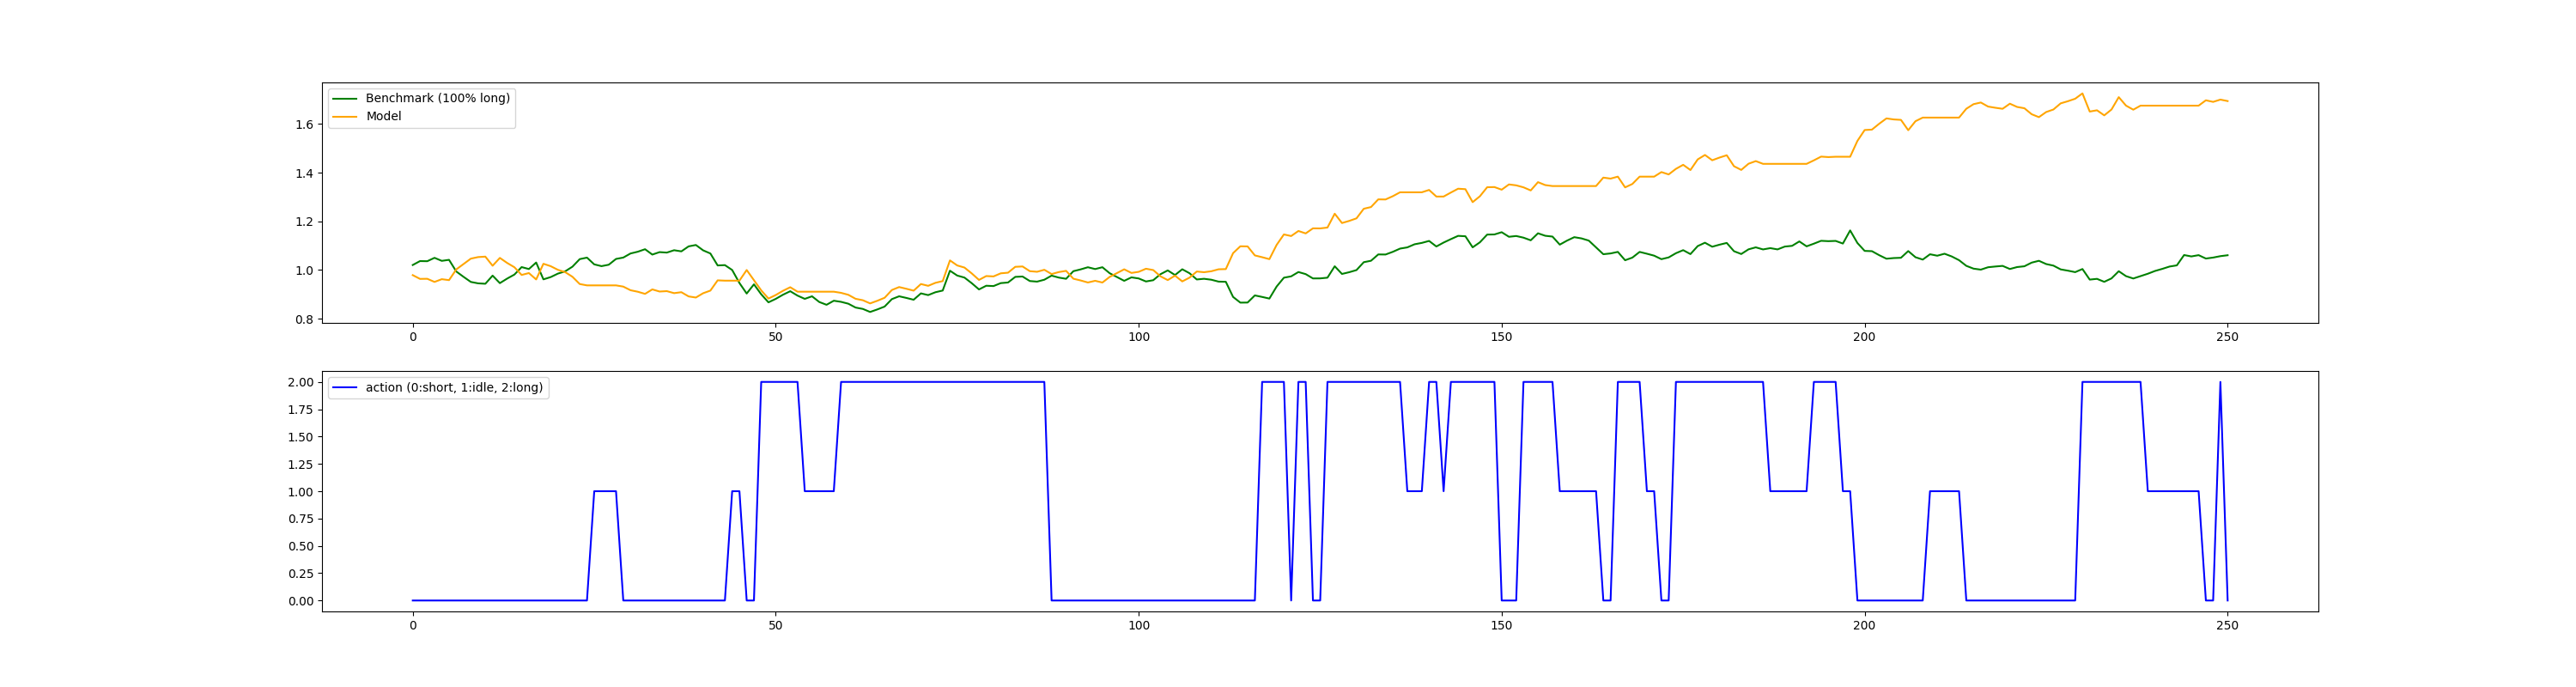 Benchmark (100% long)
Model
1.6
1.4
1.2
1.0
0.8
0 50 100 150 200 250
action (0:short, 1:idle, 2:long)
2.00
1.75
1.50
1.25
1.00
0.75
0.50
0.25
0.00
0 50 100 150 200 250